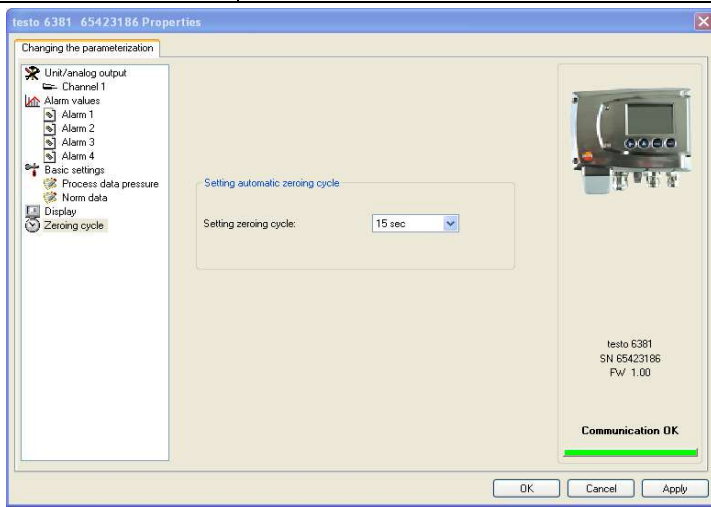 testo 6381 65423186 Properties
Changing the parameterization
Unit/analog output
Channel 1
Alarm values
Alarm 1
Alarm 2
Alarm 3
Alarm 4
Basic settings
Process data pressure
Norm data
Display
Zeroing cycle
Setting automatic zeroing cycle
Setting zeroing cycle: 15 sec
testo 6381
SN 65423186
FW 1.00
Communication OK
OK Cancel Apply